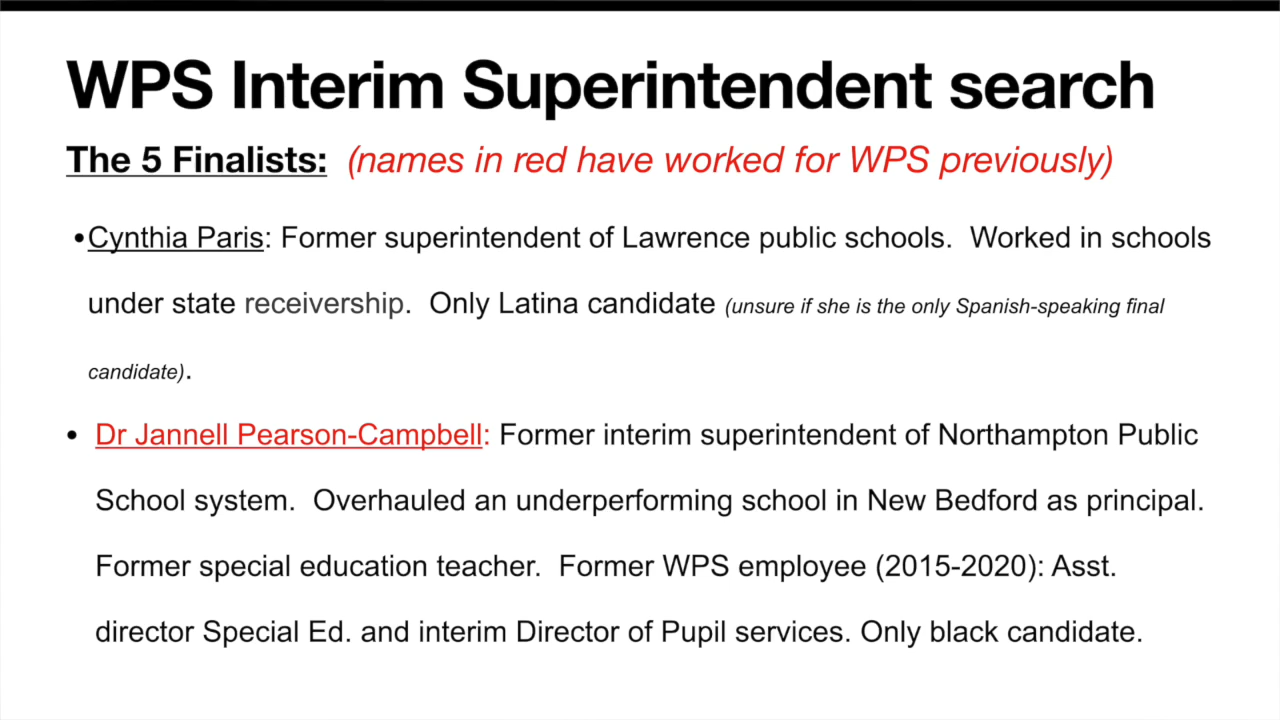 WPS Interim Superintendent search
The 5 Finalists: (names in red have worked for WPS previously)
•Cynthia Paris: Former superintendent of Lawrence public schools. Worked in schools
under state receivership. Only Latina candidate (unsure if she is the only Spanish-speaking final
candidate).
• Dr Jannell Pearson-Campbell: Former interim superintendent of Northampton Public
School system. Overhauled an underperforming school in New Bedford as principal.
Former special education teacher. Former WPS employee (2015-2020): Asst.
director Special Ed. and interim Director of Pupil services. Only black candidate.